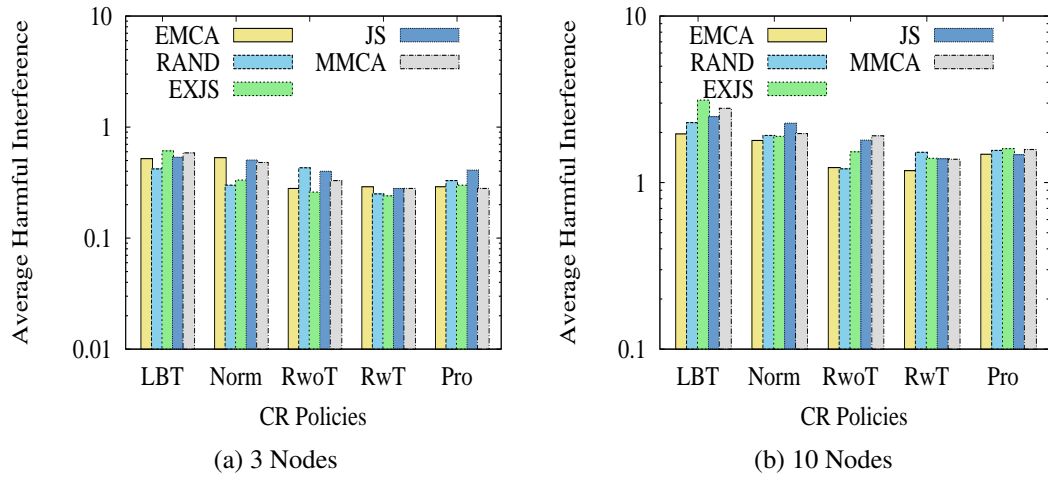 Average Harmful Interference
10
1
0.1
0.01
EMCA
RAND
EXJS
JS
MMCA
LBT Norm RwoT RwT Pro
CR Policies
(a) 3 Nodes
Average Harmful Interference
10
1
0.1
EMCA
RAND
EXJS
JS
MMCA
LBT Norm RwoT RwT Pro
CR Policies
(b) 10 Nodes